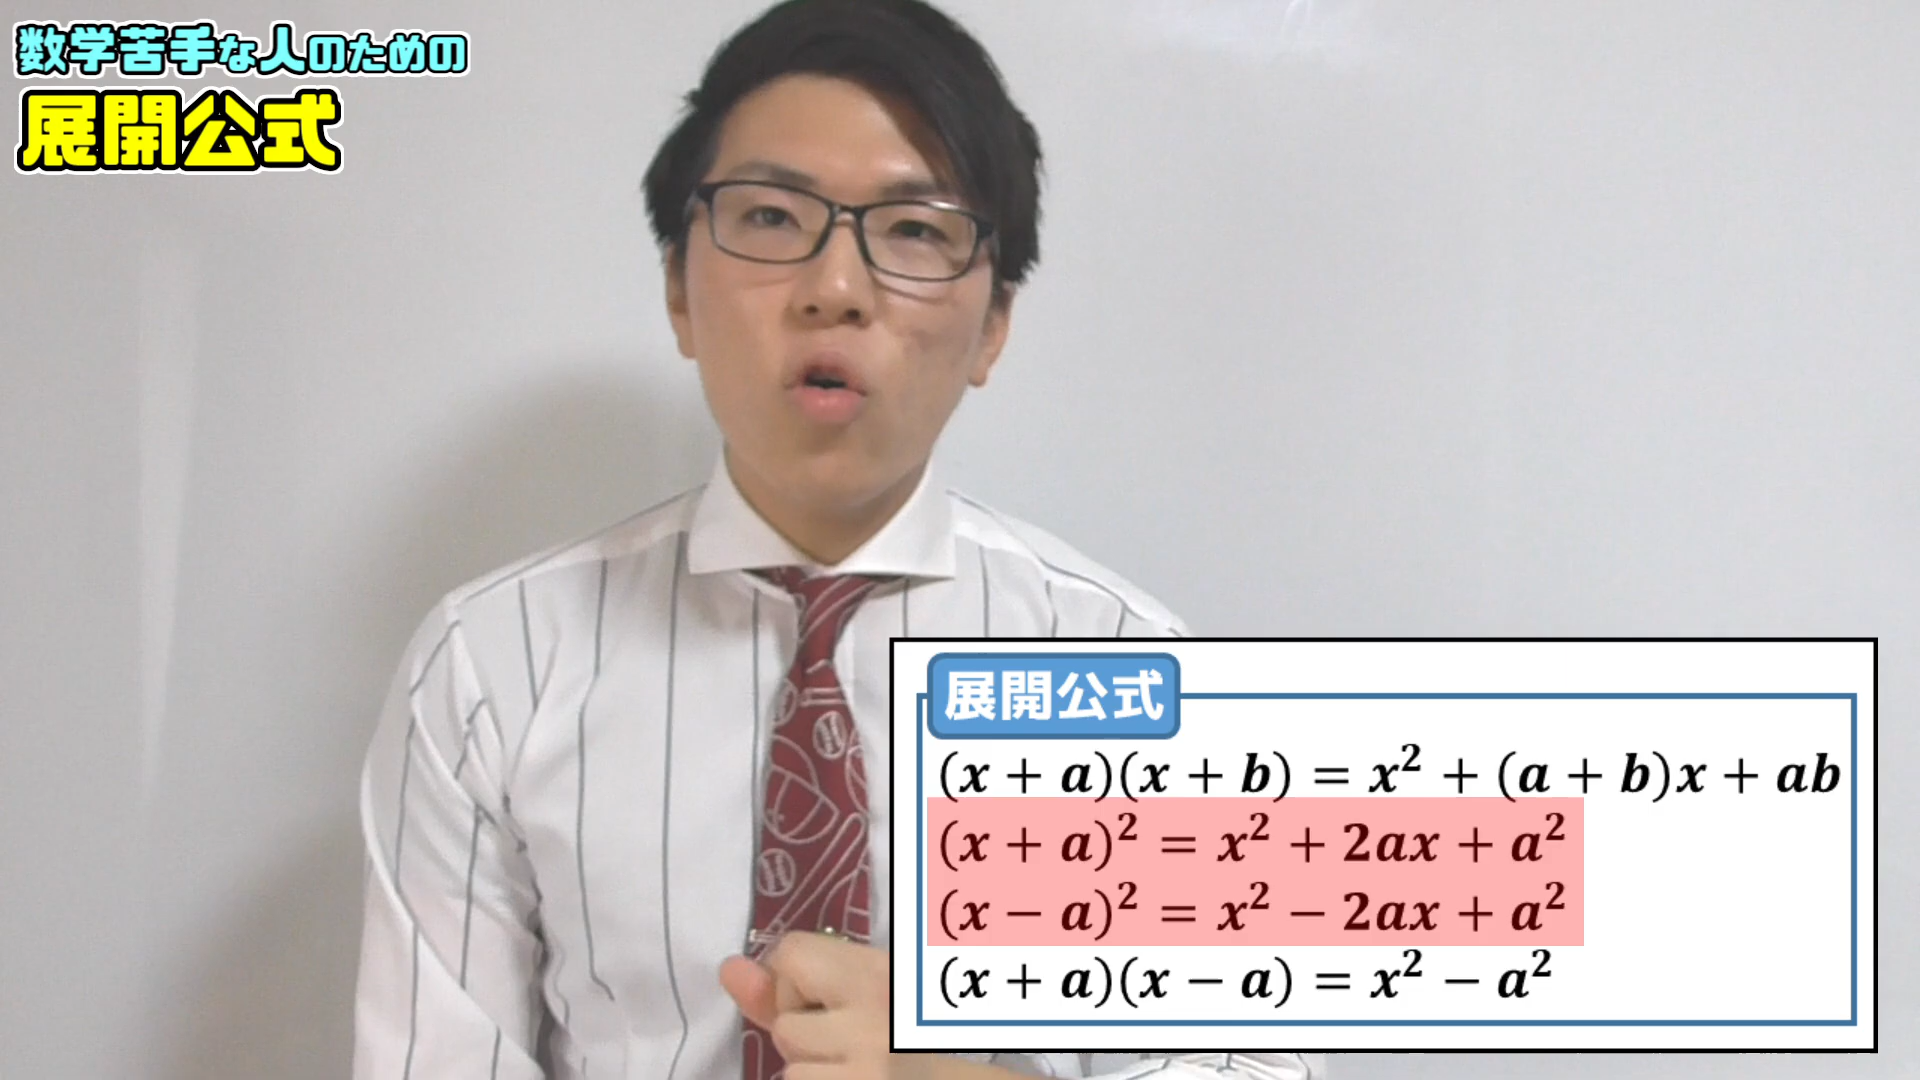 数学苦手な人のための
展開公式
展開公式
(x + a)(x + b) = x² + (a + b)x + ab
(x + a)² = x² + 2ax + a²
(x − a)² = x² − 2ax + a²
(x + a)(x − a) = x² − a²